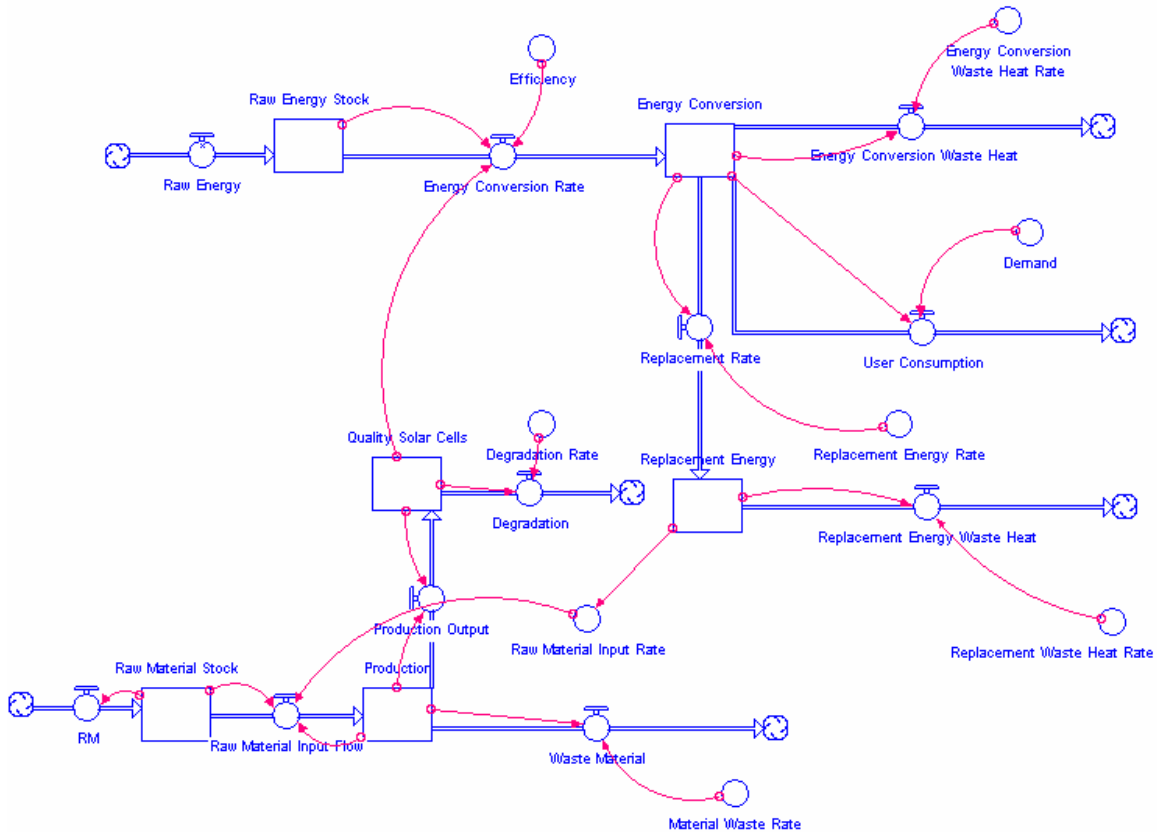 Energy Conversion
Waste Heat Rate
Efficiency
Raw Energy Stock
Energy Conversion
Raw Energy
Energy Conversion Rate
Energy Conversion Waste Heat
Demand
Replacement Rate
User Consumption
Quality Solar Cells
Degradation Rate
Replacement Energy
Replacement Energy Rate
Degradation
Replacement Energy Waste Heat
Production Output
Raw Material Input Rate
Replacement Waste Heat Rate
Raw Material Stock
Production
RM
Raw Material Input Flow
Waste Material
Material Waste Rate